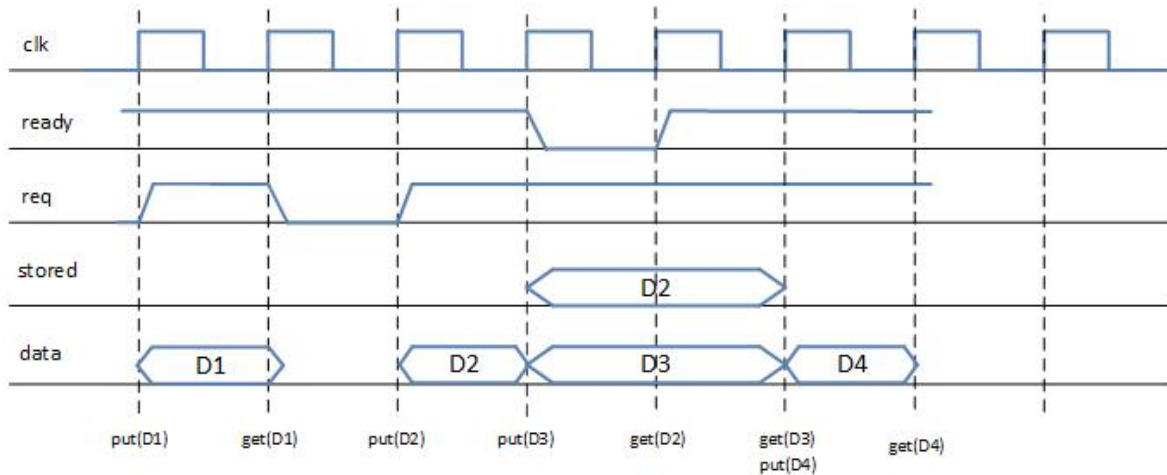 clk
ready
req
stored
D2
data
D1
D2
D3
D4
put(D1)
get(D1)
put(D2)
put(D3)
get(D2)
get(D3)
put(D4)
get(D4)